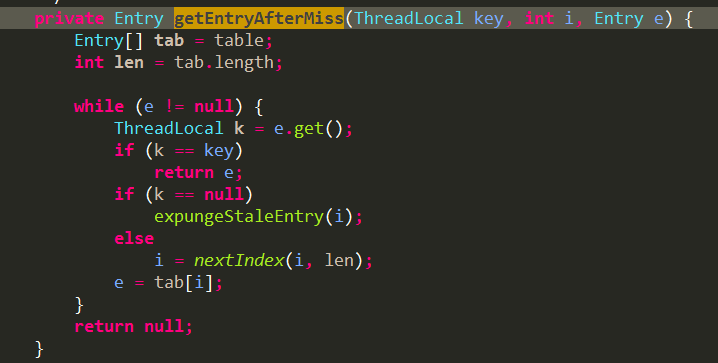 private Entry getEntryAfterMiss(ThreadLocal key, int i, Entry e) {
    Entry[] tab = table;
    int len = tab.length;

    while (e != null) {
        ThreadLocal k = e.get();
        if (k == key)
            return e;
        if (k == null)
            expungeStaleEntry(i);
        else
            i = nextIndex(i, len);
        e = tab[i];
    }
    return null;
}